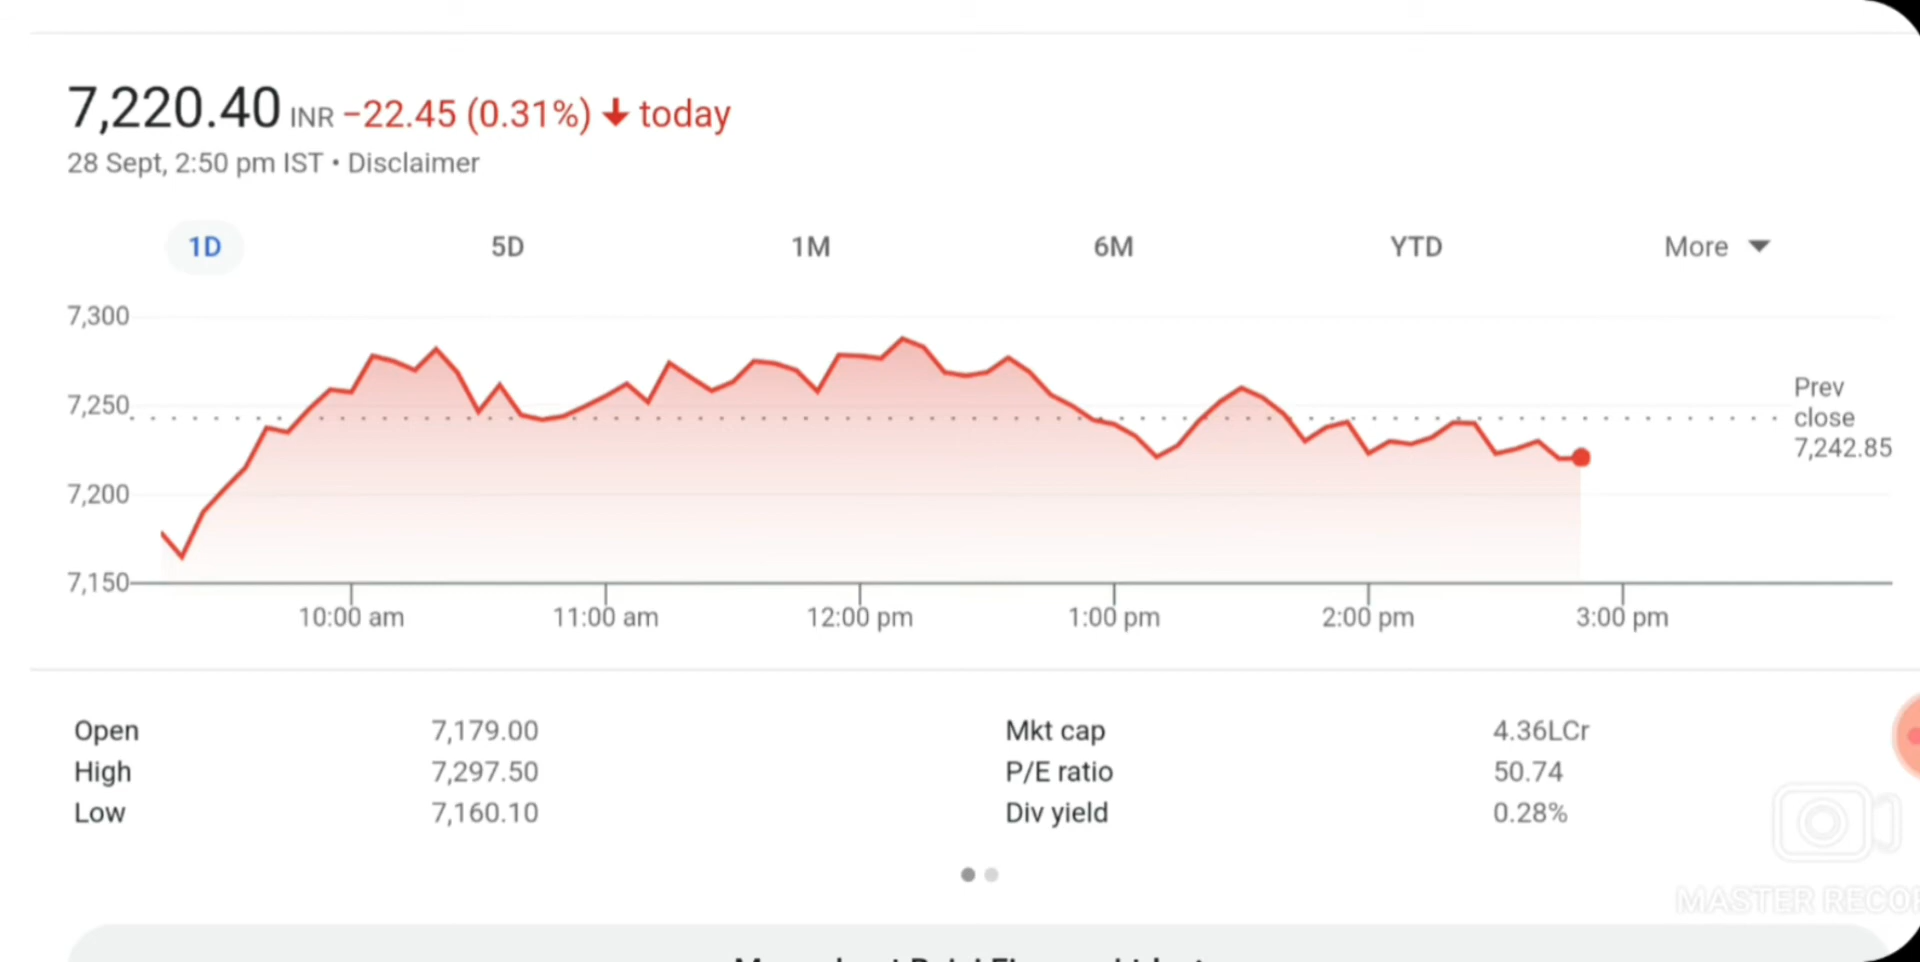 7,220.40 INR −22.45 (0.31%) ↓ today
28 Sept, 2:50 pm IST • Disclaimer
1D 5D 1M 6M YTD More
7,300
7,250
7,200
7,150
Prev
close
7,242.85
10:00 am 11:00 am 12:00 pm 1:00 pm 2:00 pm 3:00 pm
Open 7,179.00 Mkt cap 4.36LCr
High 7,297.50 P/E ratio 50.74
Low 7,160.10 Div yield 0.28%
MASTER RECOR